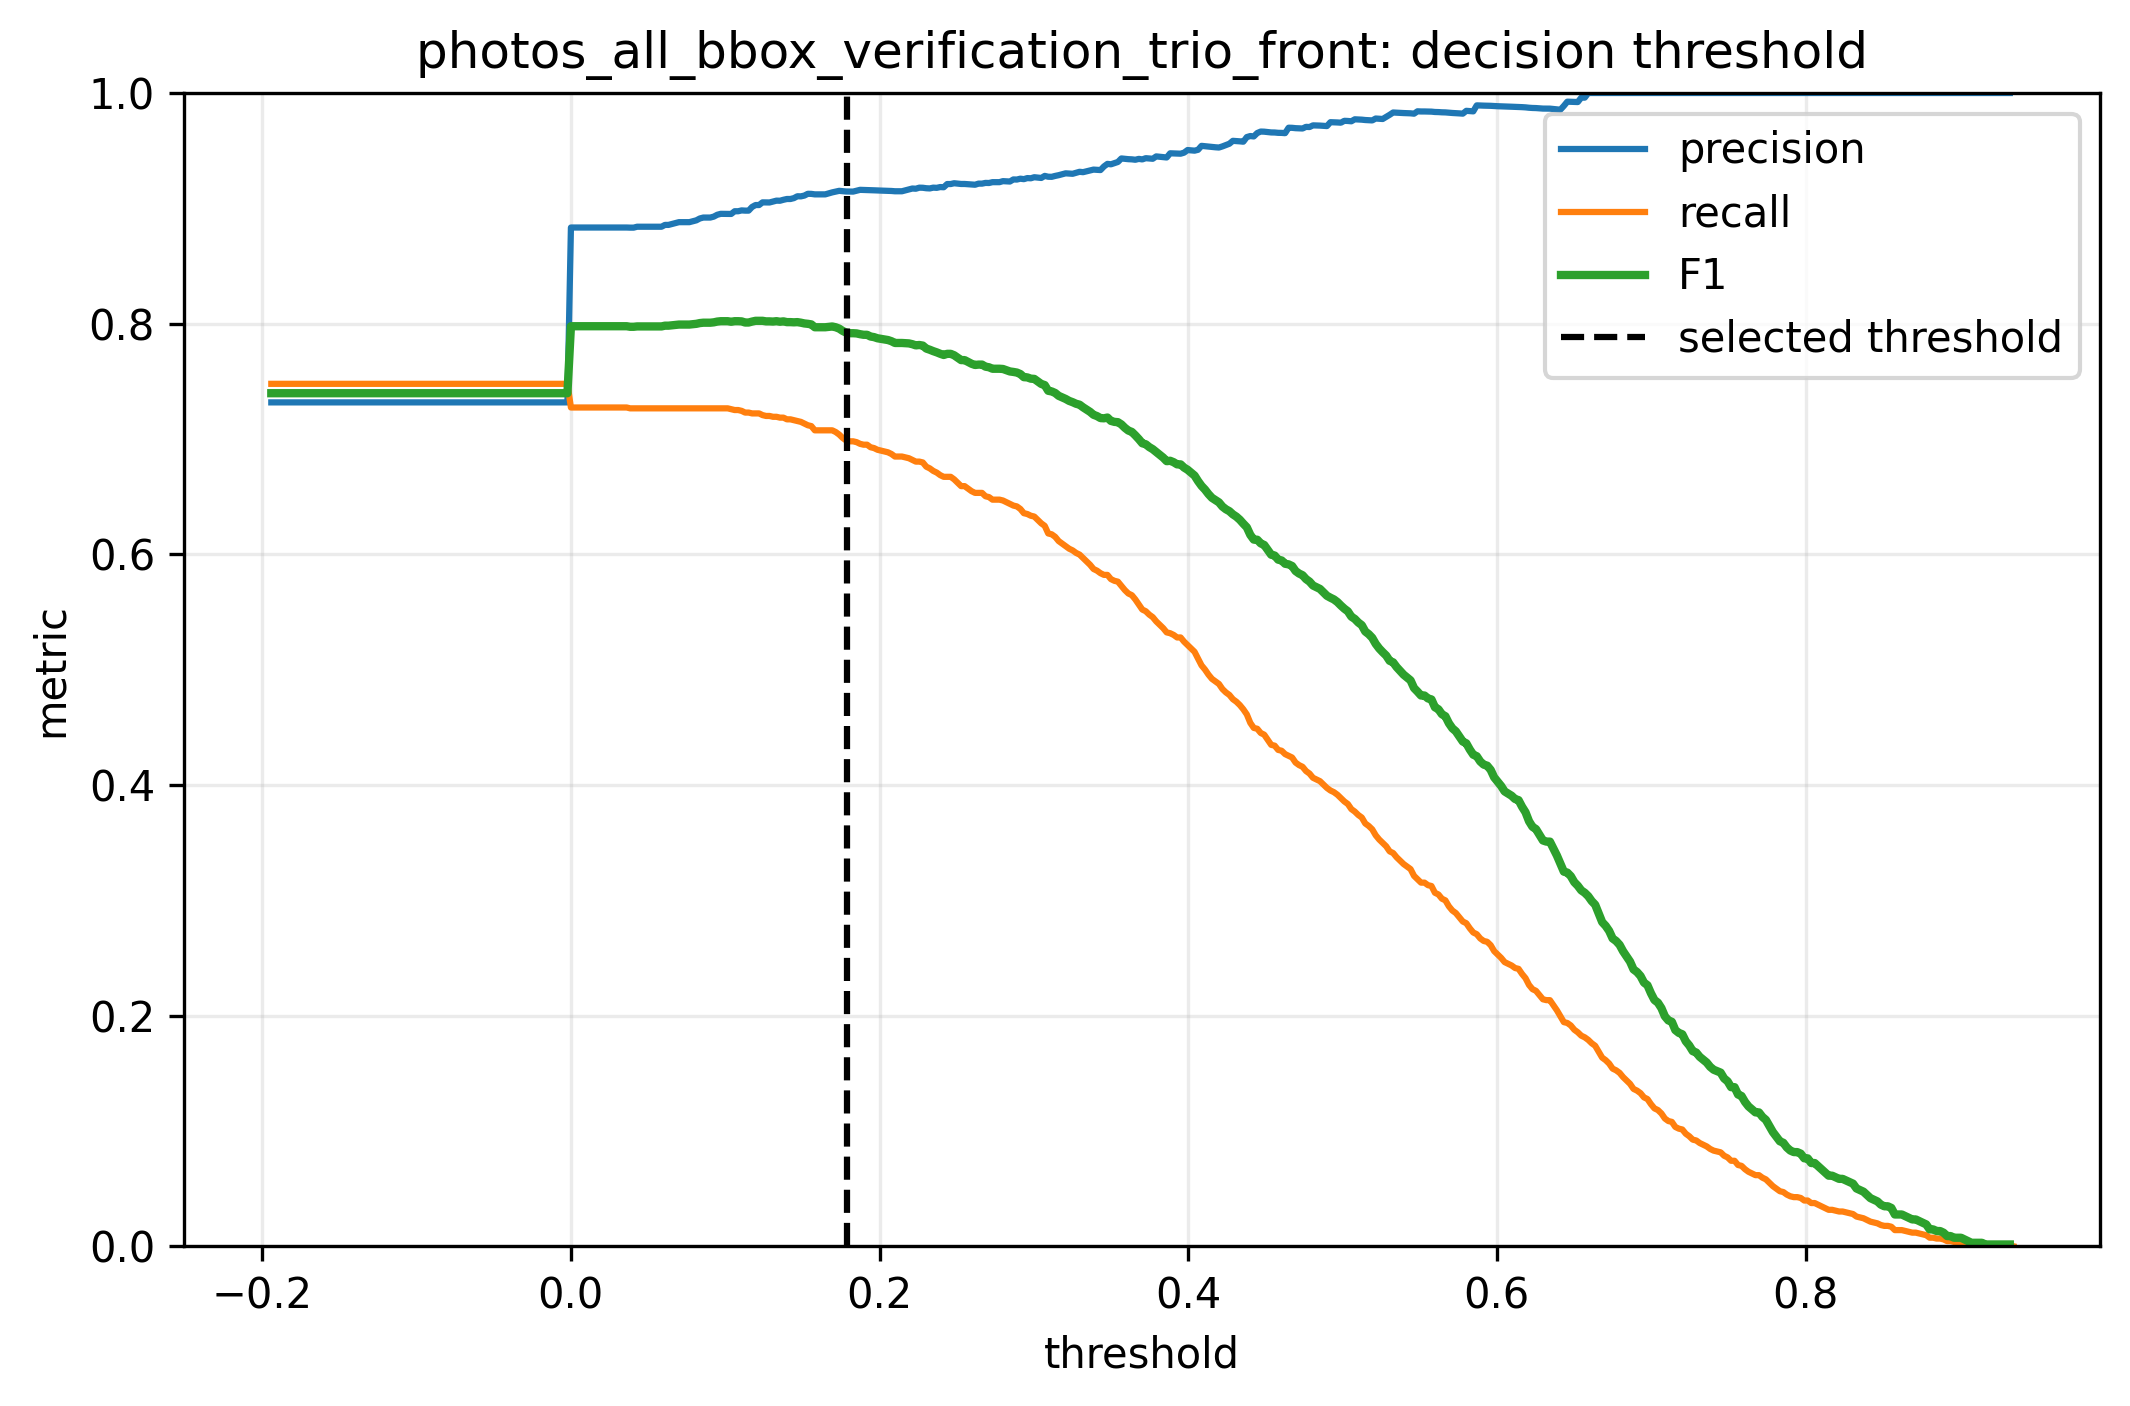 photos_all_bbox_verification_trio_front: decision threshold
1.0
0.8
0.6
0.4
0.2
0.0
metric
precision
recall
F1
selected threshold
−0.2
0.0
0.2
0.4
0.6
0.8
threshold